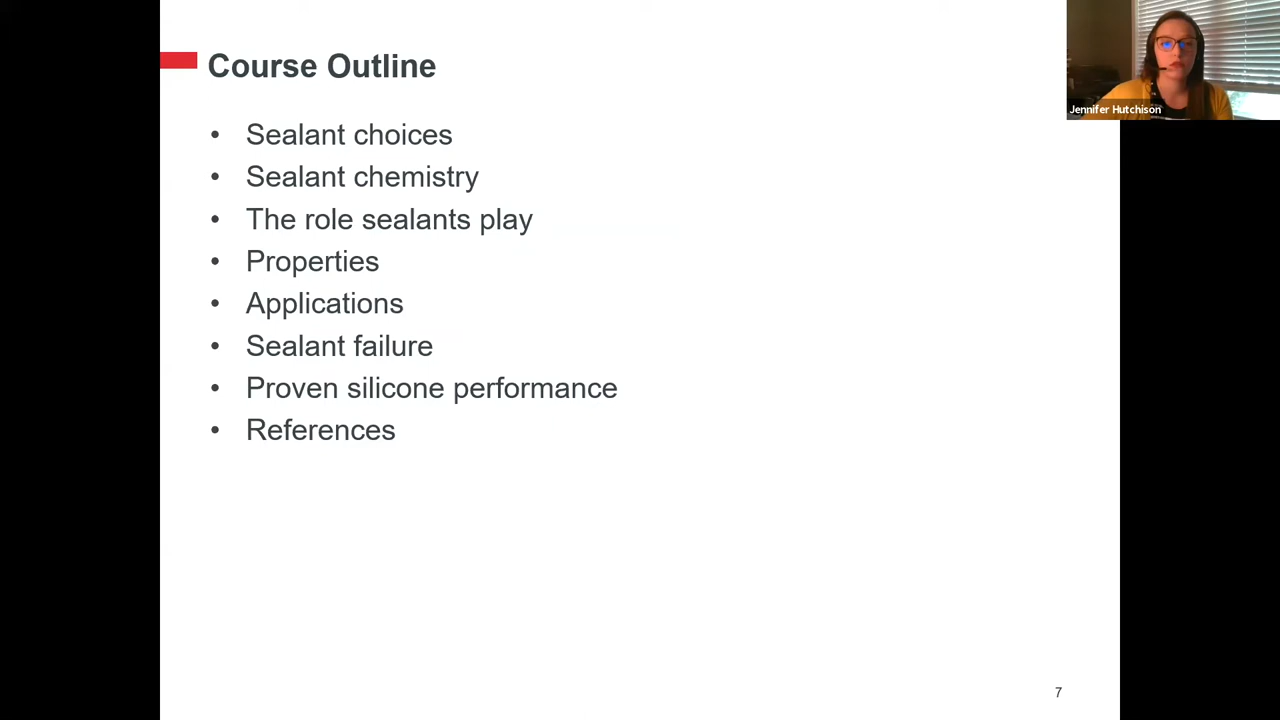 Course Outline
• Sealant choices
• Sealant chemistry
• The role sealants play
• Properties
• Applications
• Sealant failure
• Proven silicone performance
• References
Jennifer Hutchison
7